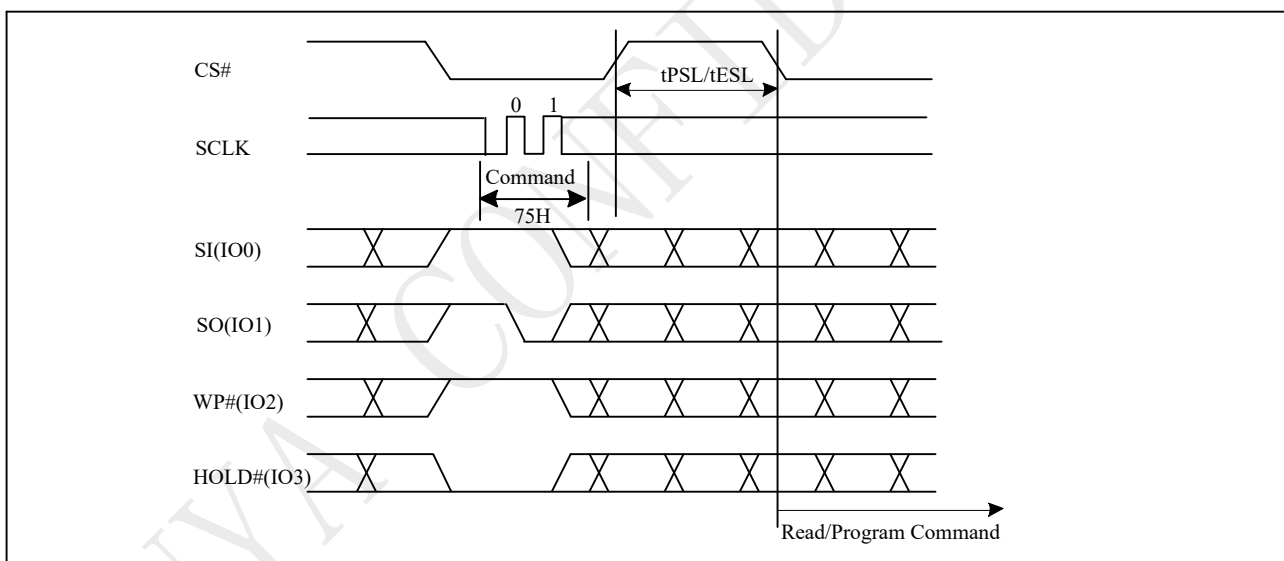 CS#
tPSL/tESL
0 1
SCLK
Command
75H
SI(IO0)
SO(IO1)
WP#(IO2)
HOLD#(IO3)
Read/Program Command